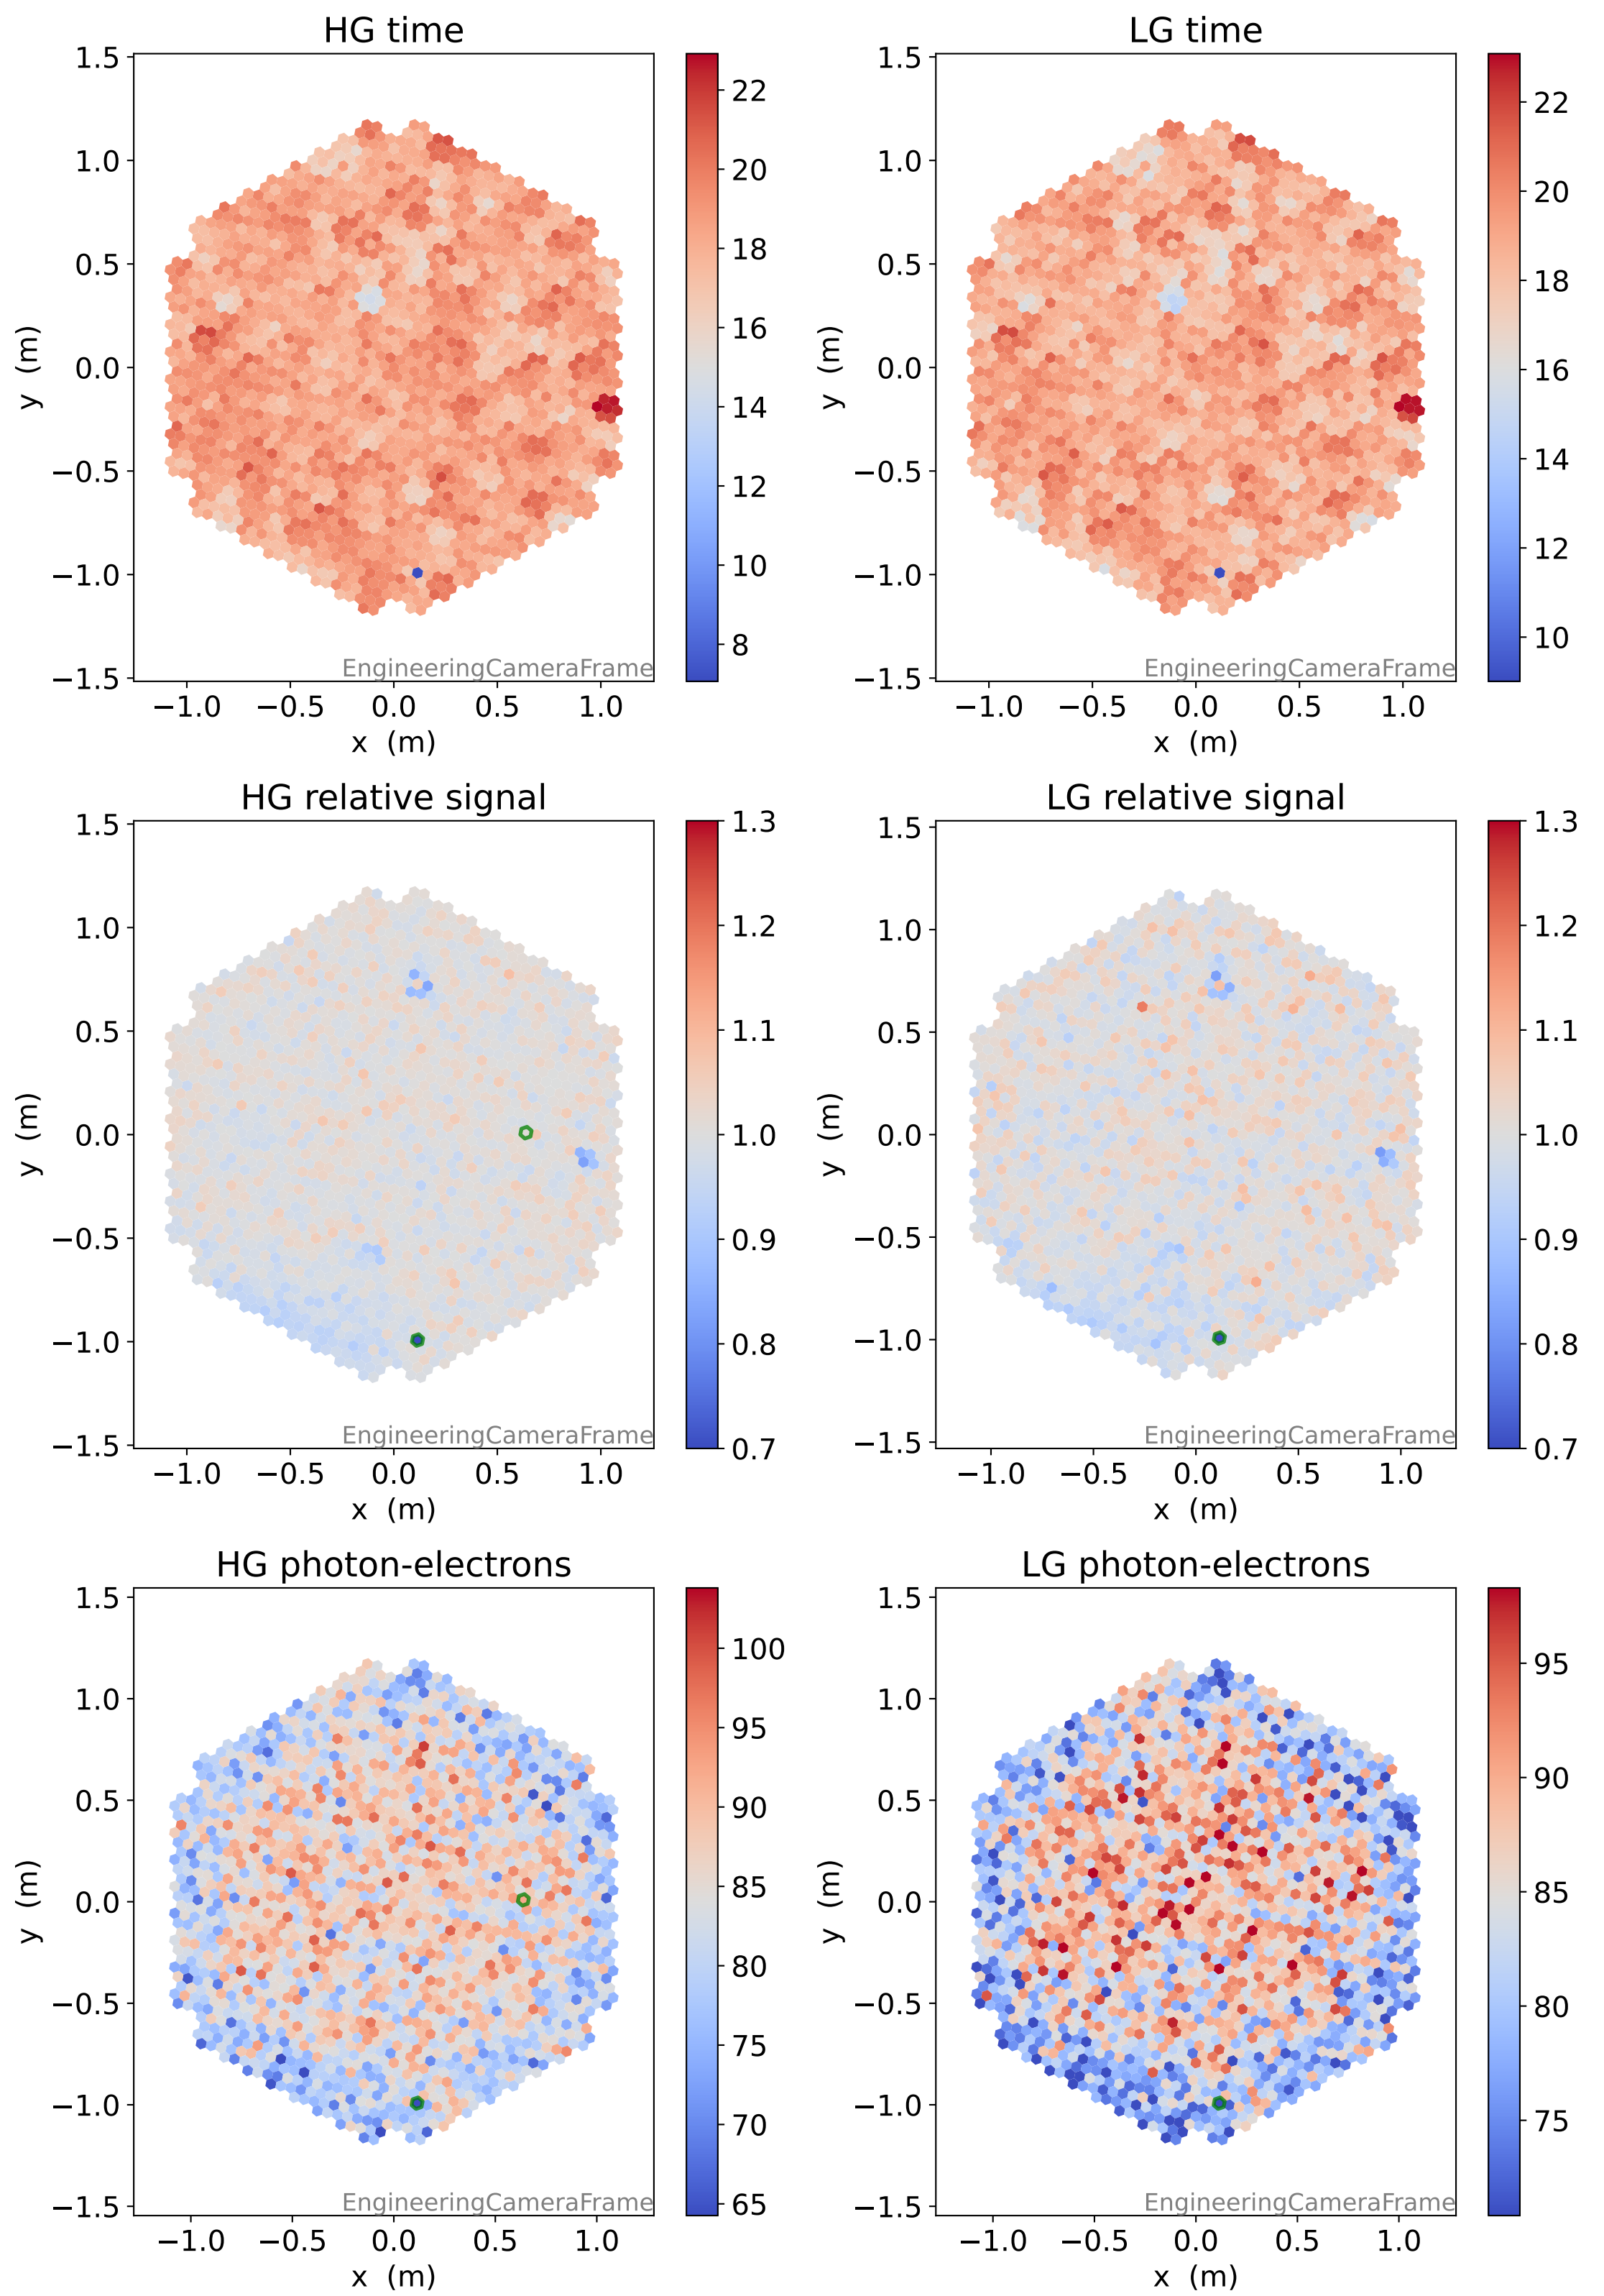 HG time
1.5
1.0
0.5
0.0
−0.5
−1.0
−1.5
y (m)
EngineeringCameraFrame
−1.0 −0.5 0.0 0.5 1.0
x (m)
22
20
18
16
14
12
10
8
LG time
1.5
1.0
0.5
0.0
−0.5
−1.0
−1.5
y (m)
EngineeringCameraFrame
−1.0 −0.5 0.0 0.5 1.0
x (m)
22
20
18
16
14
12
10
HG relative signal
1.5
1.0
0.5
0.0
−0.5
−1.0
−1.5
y (m)
EngineeringCameraFrame
−1.0 −0.5 0.0 0.5 1.0
x (m)
1.3
1.2
1.1
1.0
0.9
0.8
0.7
LG relative signal
1.5
1.0
0.5
0.0
−0.5
−1.0
−1.5
y (m)
EngineeringCameraFrame
−1.0 −0.5 0.0 0.5 1.0
x (m)
1.3
1.2
1.1
1.0
0.9
0.8
0.7
HG photon-electrons
1.5
1.0
0.5
0.0
−0.5
−1.0
−1.5
y (m)
EngineeringCameraFrame
−1.0 −0.5 0.0 0.5 1.0
x (m)
100
95
90
85
80
75
70
65
LG photon-electrons
1.5
1.0
0.5
0.0
−0.5
−1.0
−1.5
y (m)
EngineeringCameraFrame
−1.0 −0.5 0.0 0.5 1.0
x (m)
95
90
85
80
75